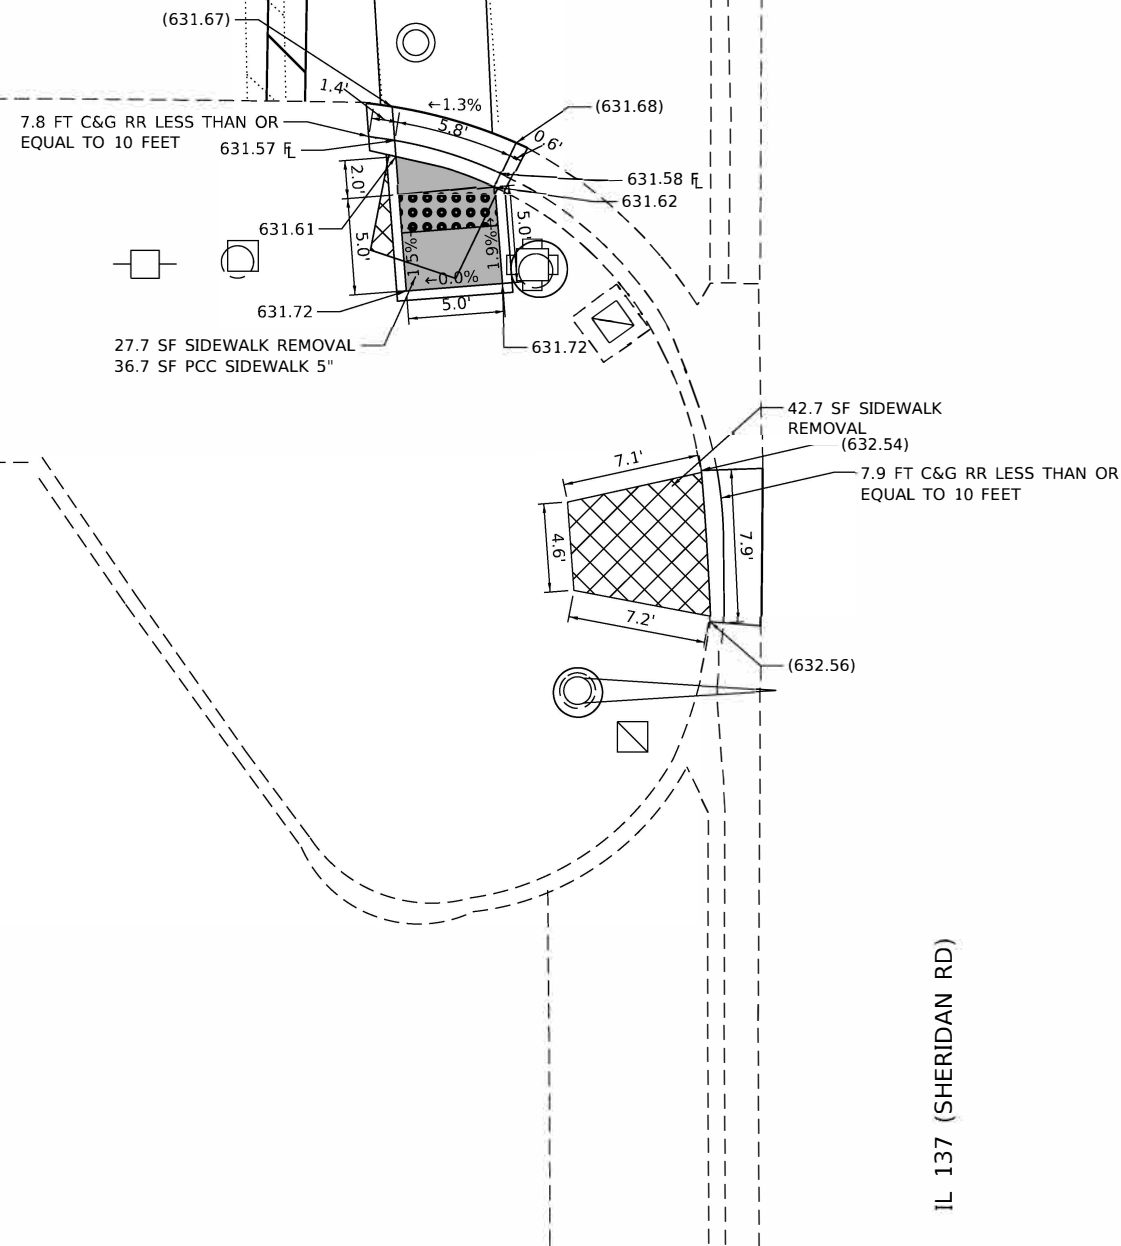 (631.67)
1.4'
←1.3%
(631.68)
5.8'
0.6'
7.8 FT C&G RR LESS THAN OR
EQUAL TO 10 FEET
631.57 FL
2.0'
631.58 FL
631.62
631.61
5.0'
5.0'
1.5%→
1.9%→
←0.0%
5.0'
631.72
631.72
27.7 SF SIDEWALK REMOVAL
36.7 SF PCC SIDEWALK 5"
42.7 SF SIDEWALK
REMOVAL
(632.54)
7.1'
7.9 FT C&G RR LESS THAN OR
EQUAL TO 10 FEET
4.6'
7.9'
7.2'
(632.56)
IL 137 (SHERIDAN RD)